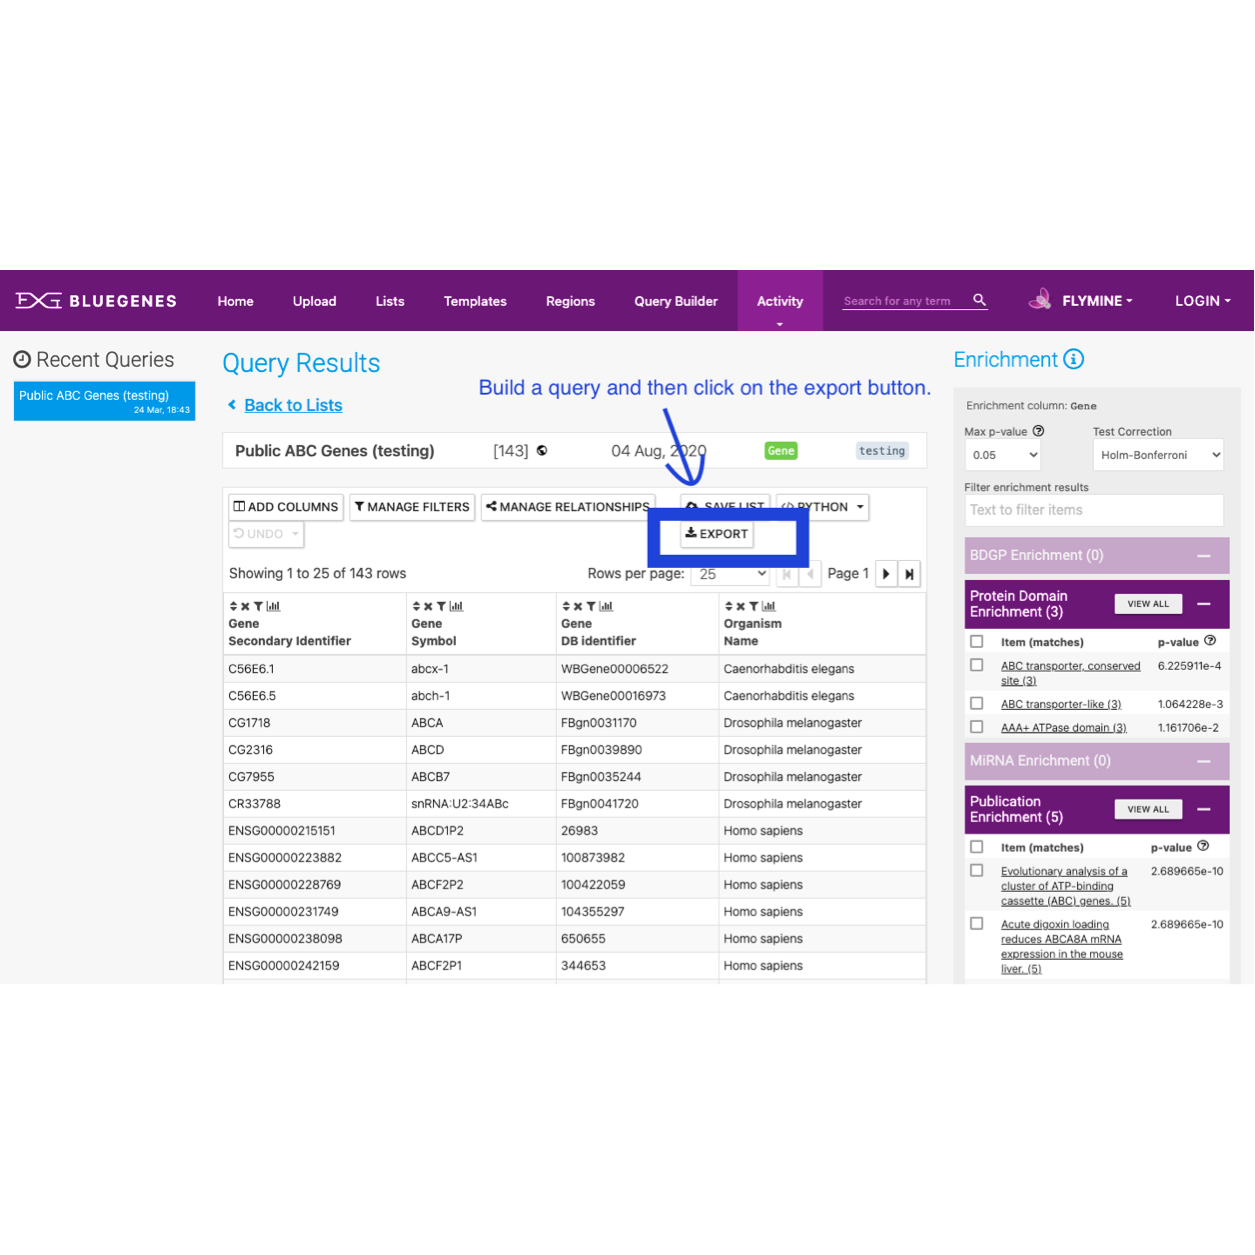 BLUEGENES Home Upload Lists Templates Regions Query Builder Activity Search for any term FLYMINE LOGIN
Recent Queries
Public ABC Genes (testing)
24 Mar, 18:43
Query Results
Build a query and then click on the export button.
Back to Lists
Public ABC Genes (testing) [143] 04 Aug, 2020 Gene testing
ADD COLUMNS MANAGE FILTERS MANAGE RELATIONSHIPS SAVE LIST </> PYTHON
UNDO EXPORT
Showing 1 to 25 of 143 rows Rows per page: 25 Page 1
Gene Gene Gene Organism
Secondary Identifier Symbol DB identifier Name
C56E6.1 abcx-1 WBGene00006522 Caenorhabditis elegans
C56E6.5 abch-1 WBGene00016973 Caenorhabditis elegans
CG1718 ABCA FBgn0031170 Drosophila melanogaster
CG2316 ABCD FBgn0039890 Drosophila melanogaster
CG7955 ABCB7 FBgn0035244 Drosophila melanogaster
CR33788 snRNA:U2:34ABc FBgn0041720 Drosophila melanogaster
ENSG00000215151 ABCD1P2 26983 Homo sapiens
ENSG00000223882 ABCC5-AS1 100873982 Homo sapiens
ENSG00000228769 ABCF2P2 100422059 Homo sapiens
ENSG00000231749 ABCA9-AS1 104355297 Homo sapiens
ENSG00000238098 ABCA17P 650655 Homo sapiens
ENSG00000242159 ABCF2P1 344653 Homo sapiens
Enrichment
Enrichment column: Gene
Max p-value Test Correction
0.05 Holm-Bonferroni
Filter enrichment results
Text to filter items
BDGP Enrichment (0)
Protein Domain
Enrichment (3) VIEW ALL
Item (matches) p-value
ABC transporter, conserved 6.225911e-4
site (3)
ABC transporter-like (3) 1.064228e-3
AAA+ ATPase domain (3) 1.161706e-2
MiRNA Enrichment (0)
Publication
Enrichment (5) VIEW ALL
Item (matches) p-value
Evolutionary analysis of a 2.689665e-10
cluster of ATP-binding
cassette (ABC) genes. (5)
Acute digoxin loading 2.689665e-10
reduces ABCA8A mRNA
expression in the mouse
liver. (5)